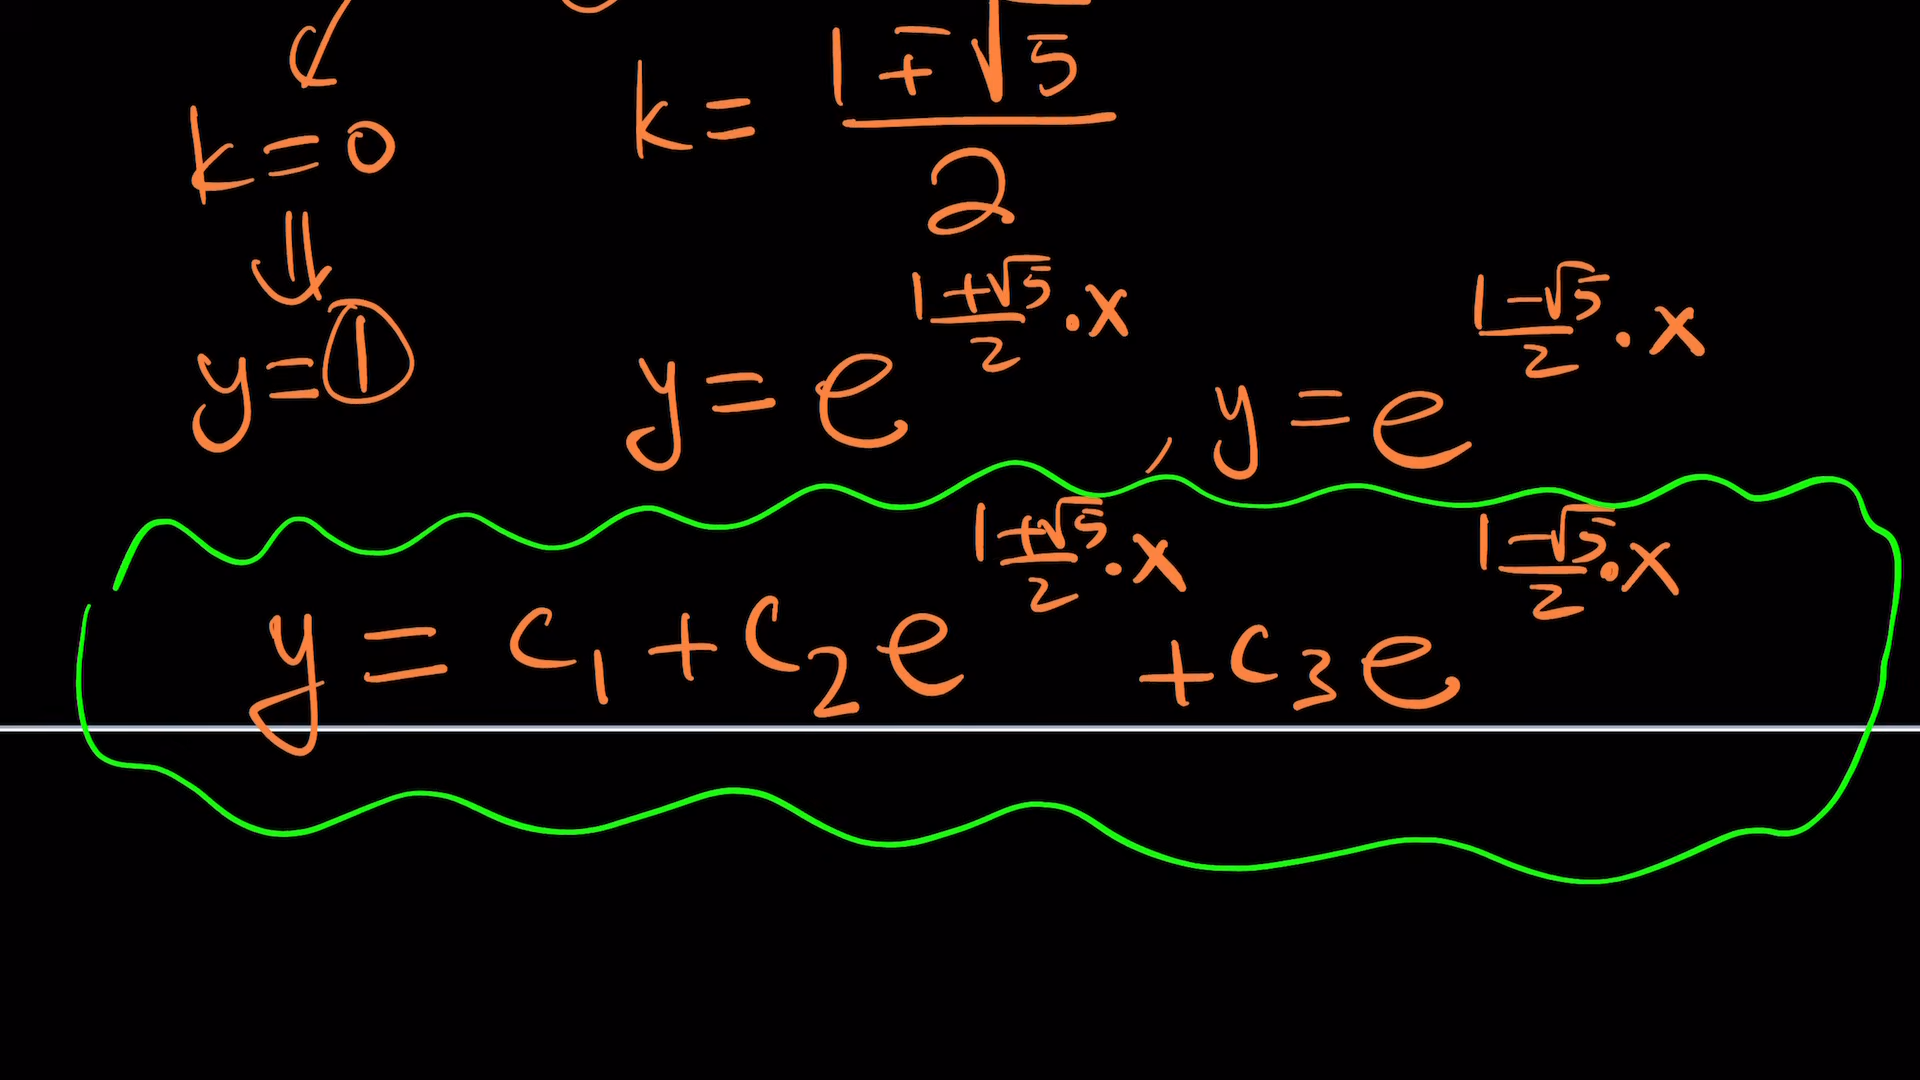 k=0 k= 1±√5/2
y=1 y=e^(1+√5/2 · x) , y=e^(1-√5/2 · x)
y = c₁ + c₂e^(1+√5/2 · x) + c₃e^(1-√5/2 · x)